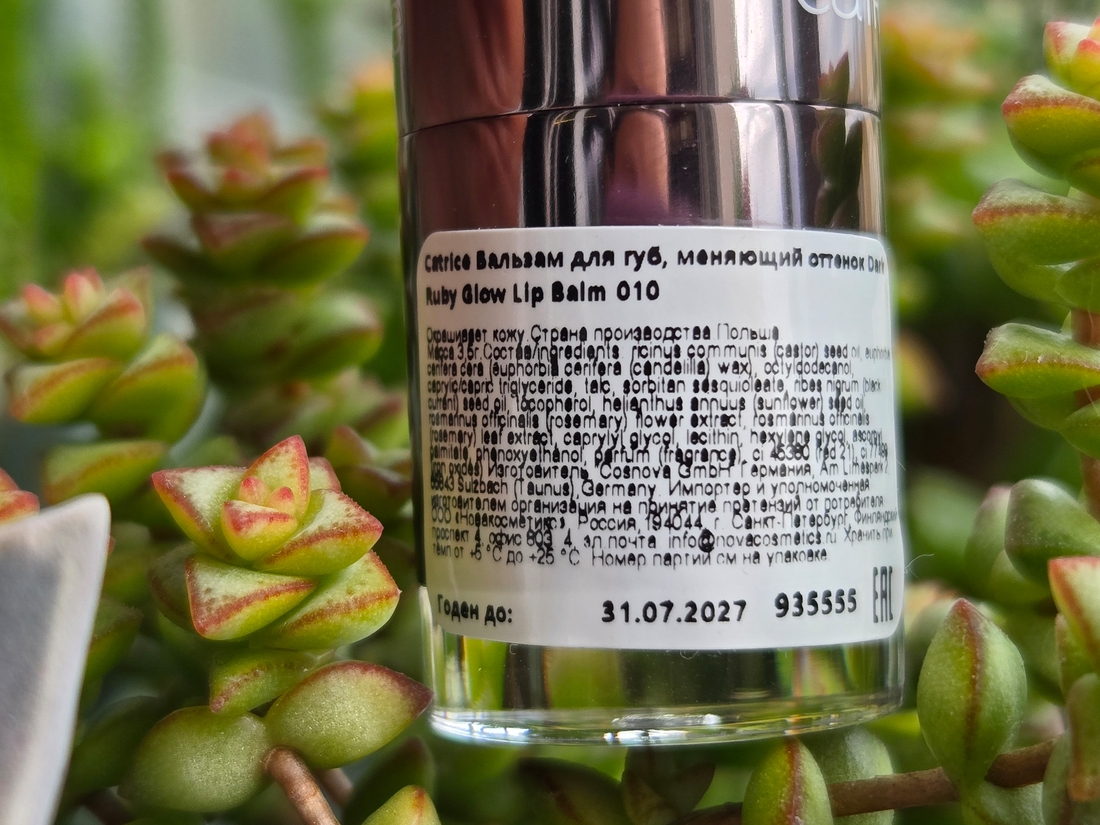 Catrice Бальзам для губ, меняющий оттенок Dark
Ruby Glow Lip Balm 010
Окрашивает кожу Страна производства Польша
Масса 3,5г Состав/ingredients ricinus communis (castor) seed oil, euphorbia
cerifera cera (euphorbia cerifera (candelilla) wax), octyldodecanol,
caprylic/capric triglyceride, talc, sorbitan sesquioleate, ribes nigrum (black
currant) seed oil, tocopherol, helianthus annuus (sunflower) seed oil,
rosmarinus officinalis (rosemary) flower extract, rosmarinus officinalis
(rosemary) leaf extract, caprylyl glycol, lecithin, hexylene glycol, ascorbyl
palmitate, phenoxyethanol, parfum (fragrance), ci 45380 (red 21), ci 77499
(iron oxides) Изготовитель Cosnova GmbH Германия, Am Limespark 2
65843 Sulzbach (Taunus), Germany. Импортер и уполномоченная
изготовителем организация на принятие претензий от потребителя
ООО «Новакосметик», Россия, 194044, г. Санкт-Петербург, Финляндский
проспект 4 офис 803 4, эл почта info@novacosmetics.ru Хранить при
темп от +5 °С до +25 °С Номер партии см на упаковке
Годен до: 31.07.2027 935555 EAC